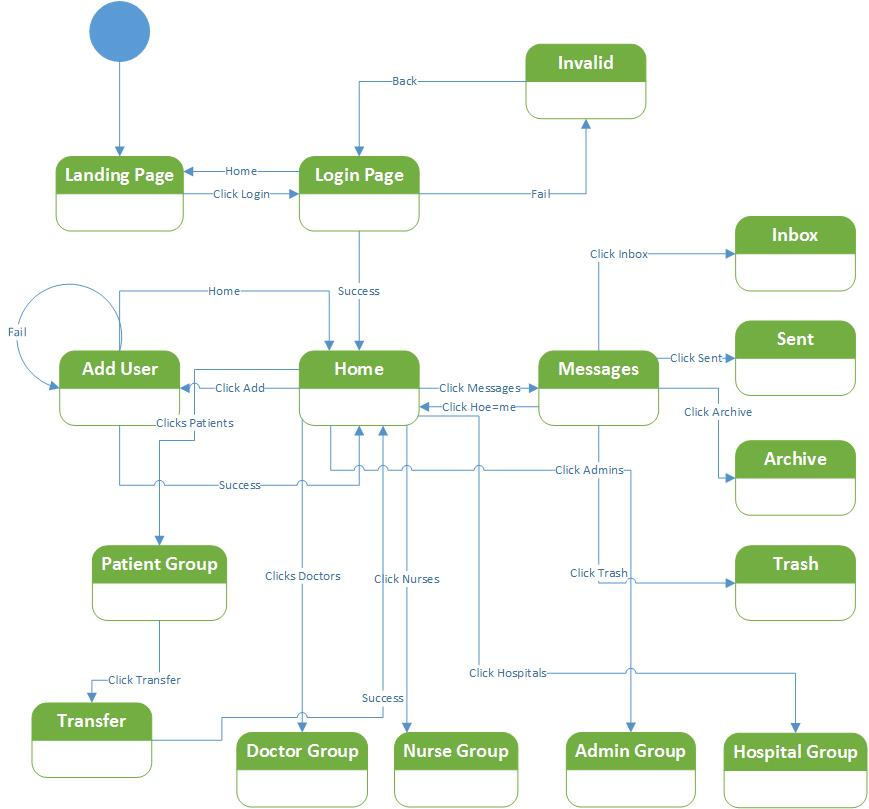 Invalid
Back
Landing Page
Home
Login Page
Click Login
Fail
Inbox
Click Inbox
Home
Success
Fail
Sent
Add User
Home
Messages
Click Sent
Click Add
Click Messages
Click Hoe=me
Click Archive
Clicks Patients
Archive
Click Admins
Success
Patient Group
Trash
Clicks Doctors
Click Nurses
Click Trash
Click Transfer
Click Hospitals
Success
Transfer
Doctor Group
Nurse Group
Admin Group
Hospital Group